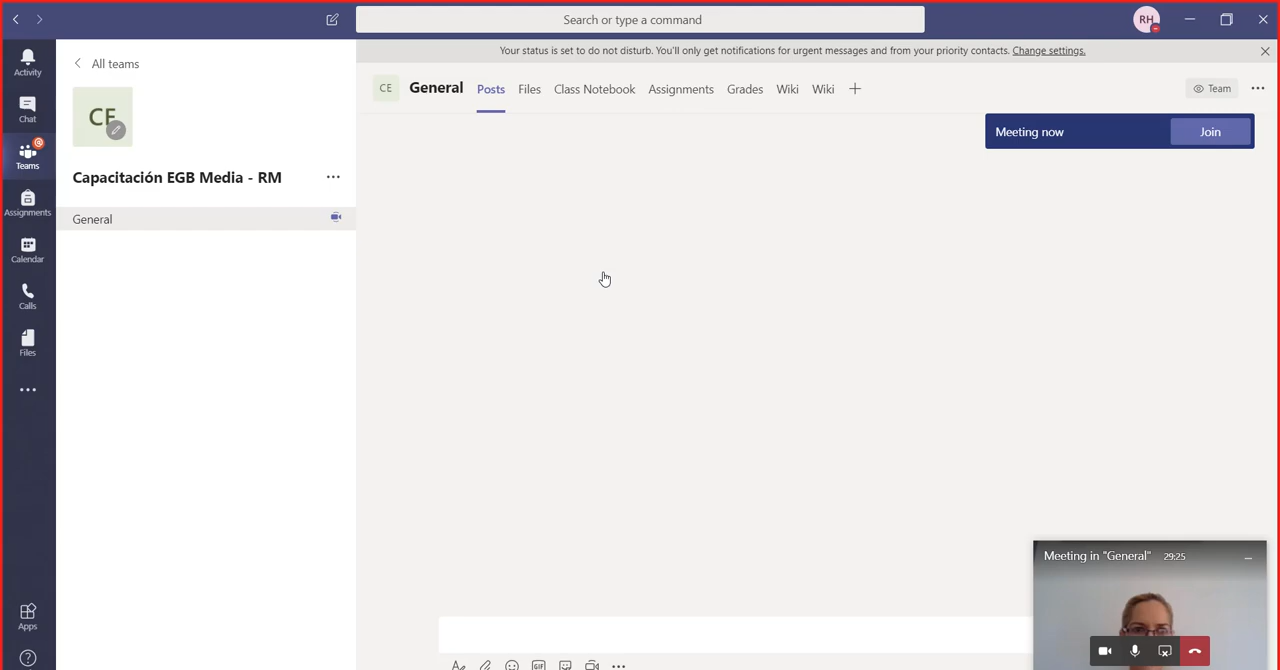 Search or type a command
RH
Activity
Chat
Teams
Assignments
Calendar
Calls
Files
Apps
All teams
CE
Capacitación EGB Media - RM
General
Your status is set to do not disturb. You'll only get notifications for urgent messages and from your priority contacts. Change settings.
CE General Posts Files Class Notebook Assignments Grades Wiki Wiki
Team
Meeting now Join
Meeting in "General" 29:25
GIF